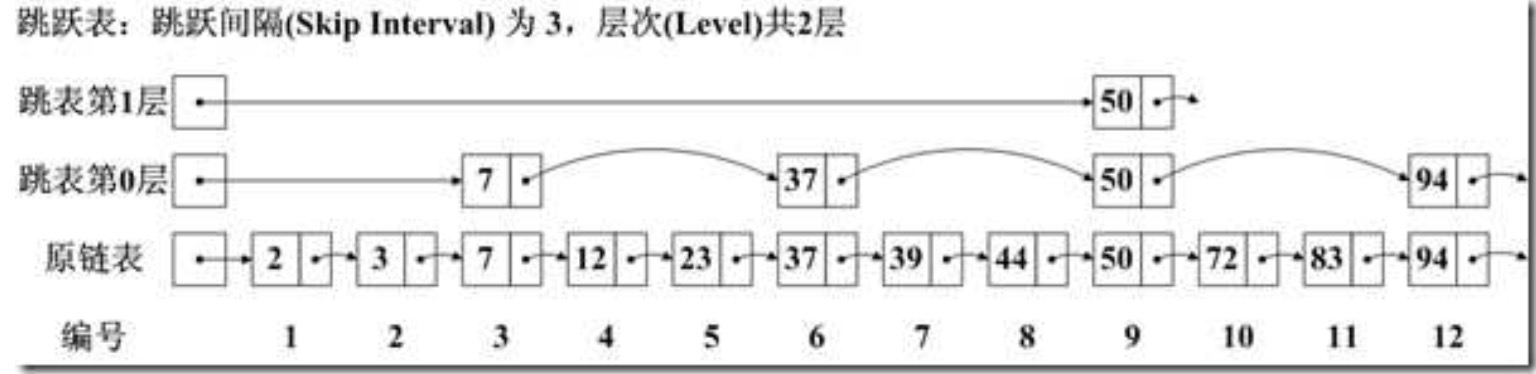 跳跃表：跳跃间隔(Skip Interval) 为 3，层次(Level)共2层
跳表第1层 50
跳表第0层 7 37 50 94
原链表 2 3 7 12 23 37 39 44 50 72 83 94
编号 1 2 3 4 5 6 7 8 9 10 11 12